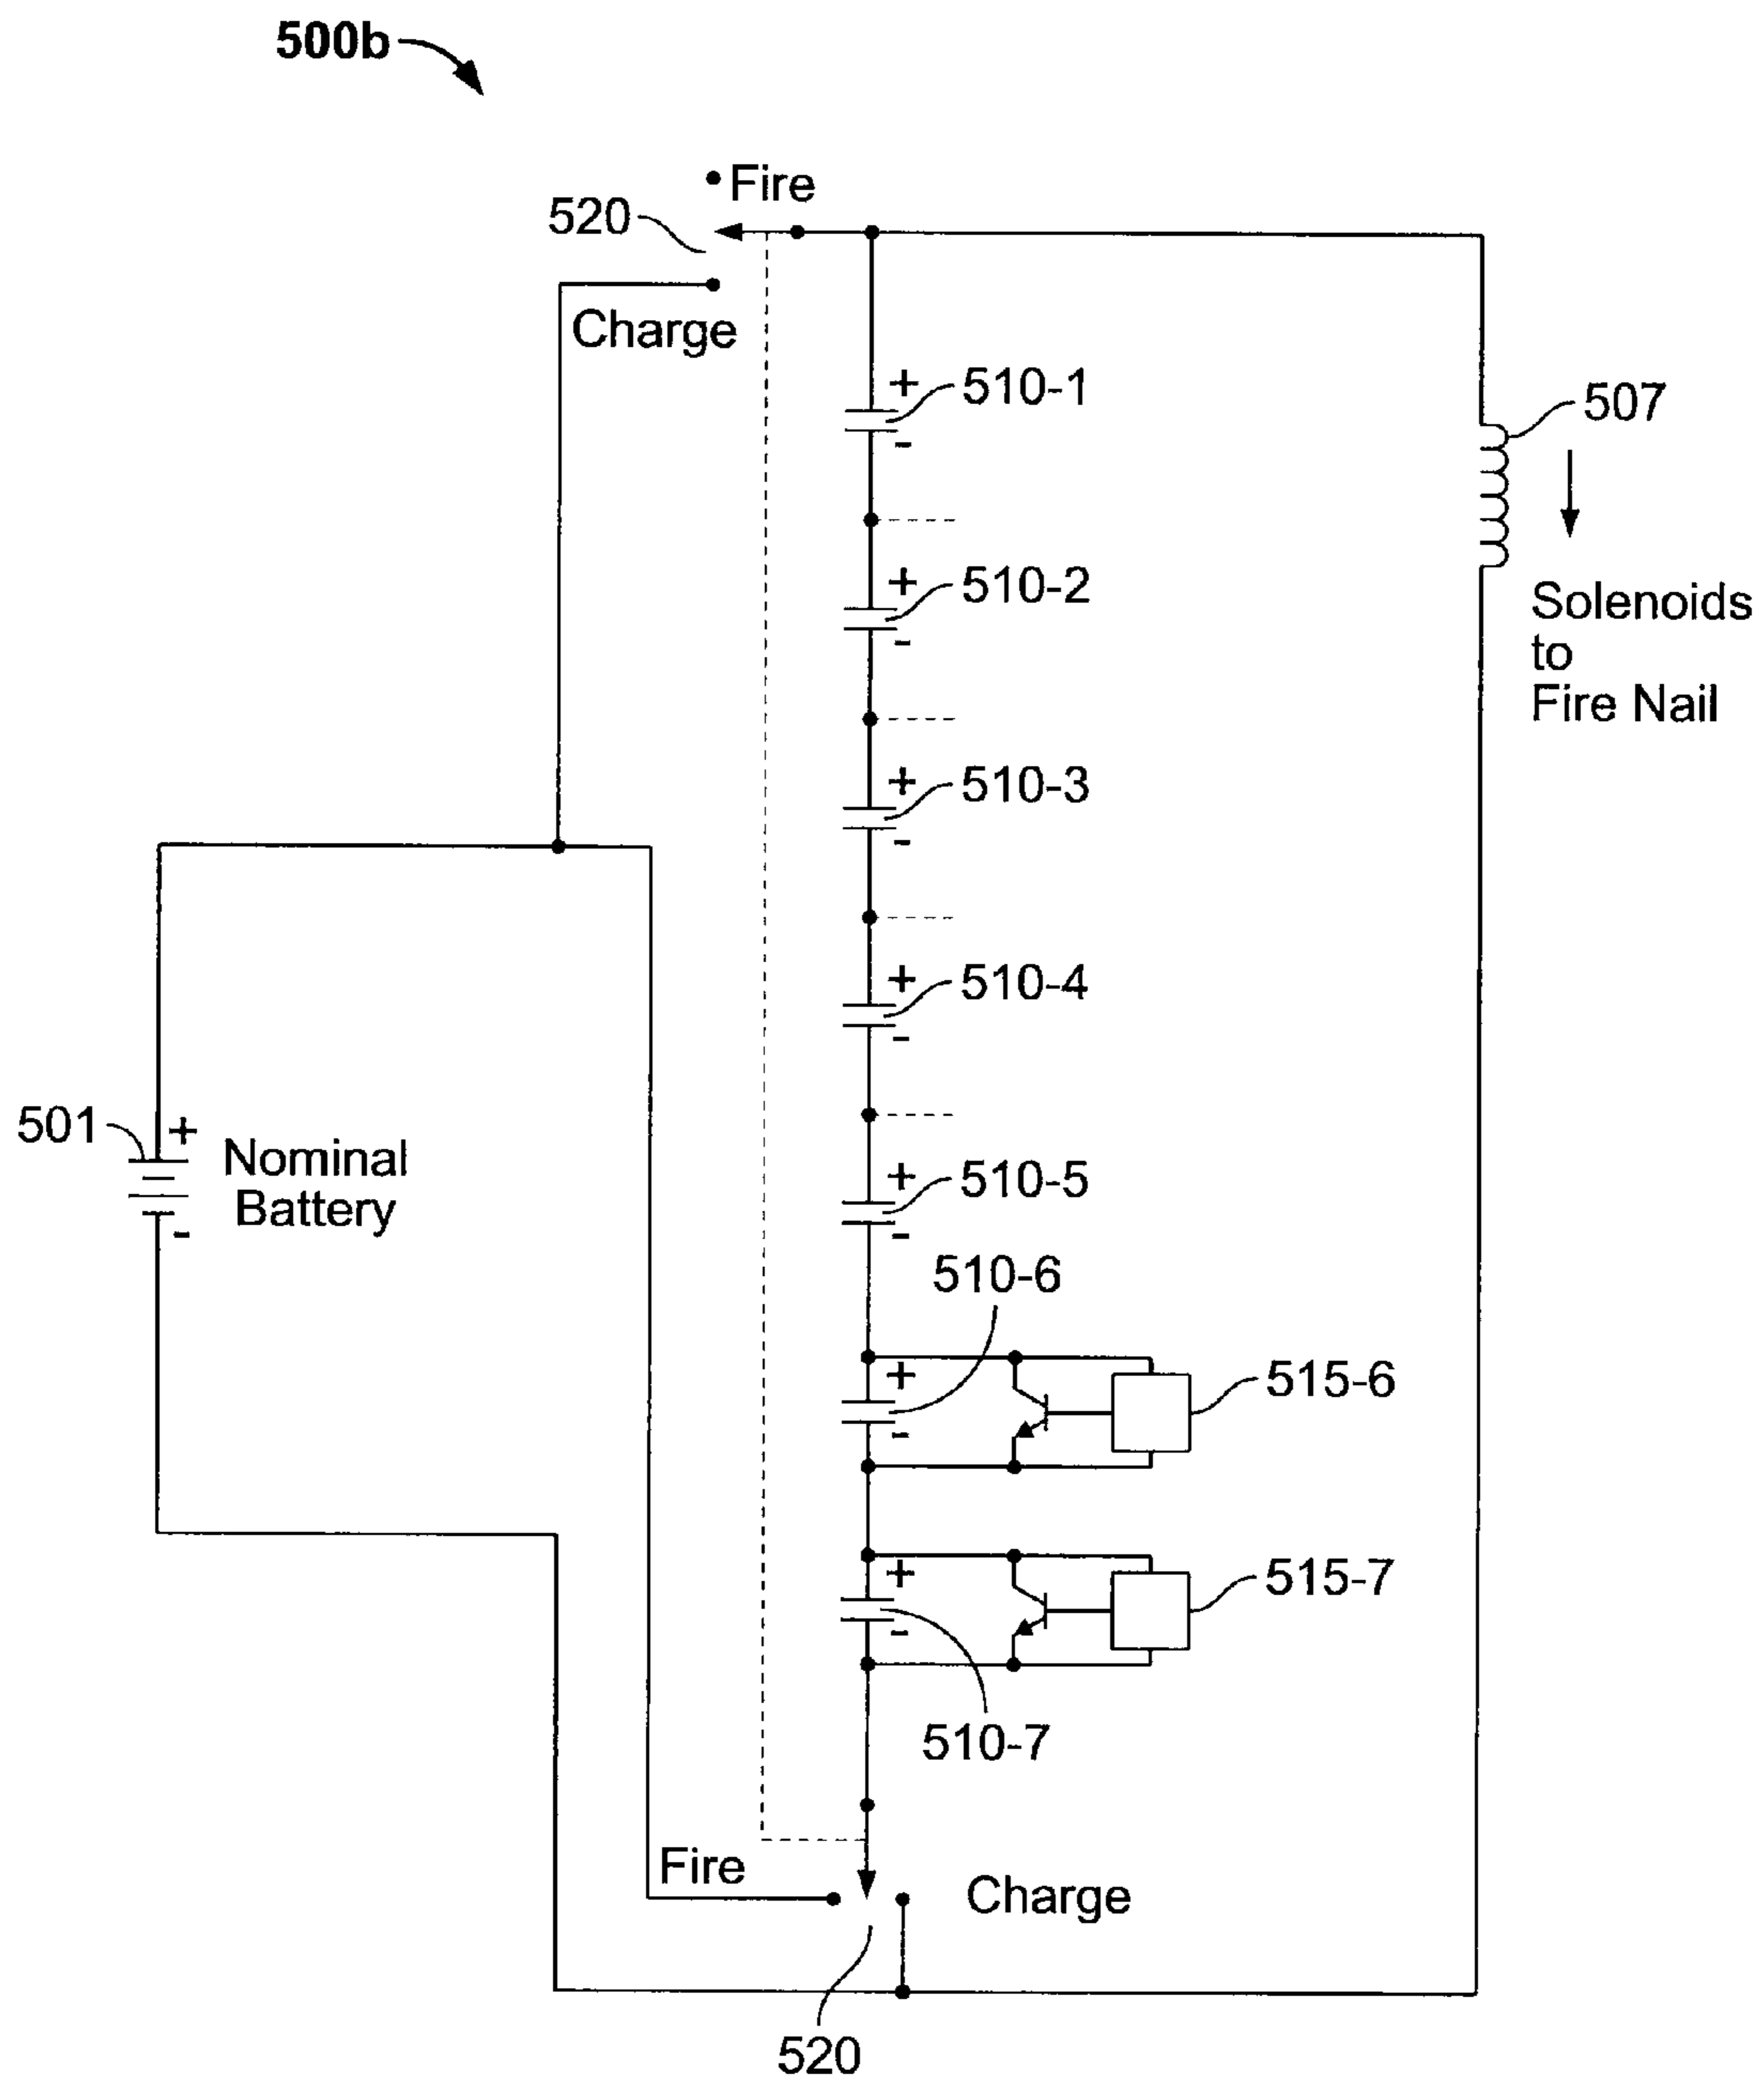 500b
Fire
520
Charge
+
510-1
-
507
+
510-2
-
Solenoids
to
Fire Nail
+
510-3
-
+
510-4
-
501
+
Nominal
Battery
-
+
510-5
-
510-6
+
515-6
-
+
515-7
-
510-7
Fire
Charge
520